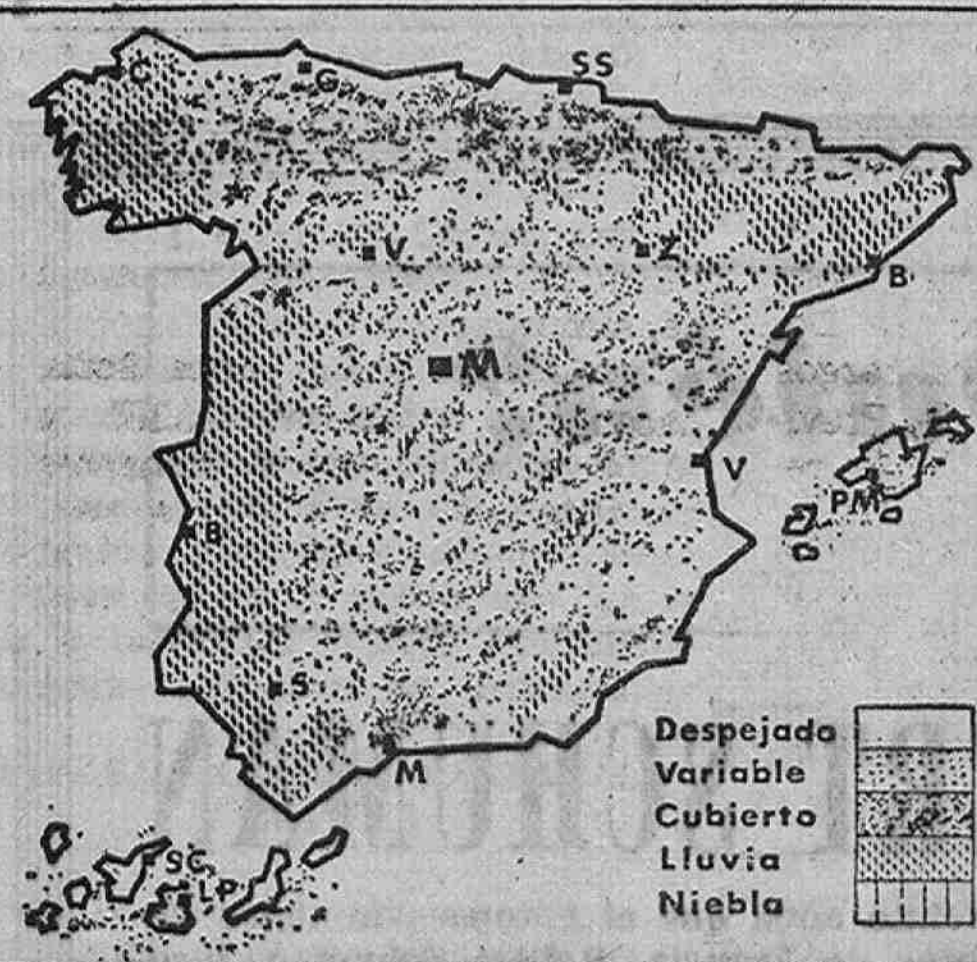 C
G
SS
V
Z
B
M
V
PM
B
S
M
SC
LP
Despejado
Variable
Cubierto
Lluvia
Niebla